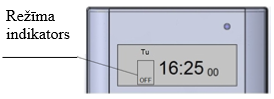 Režīma
indikators
Tu
16:25 00
OFF